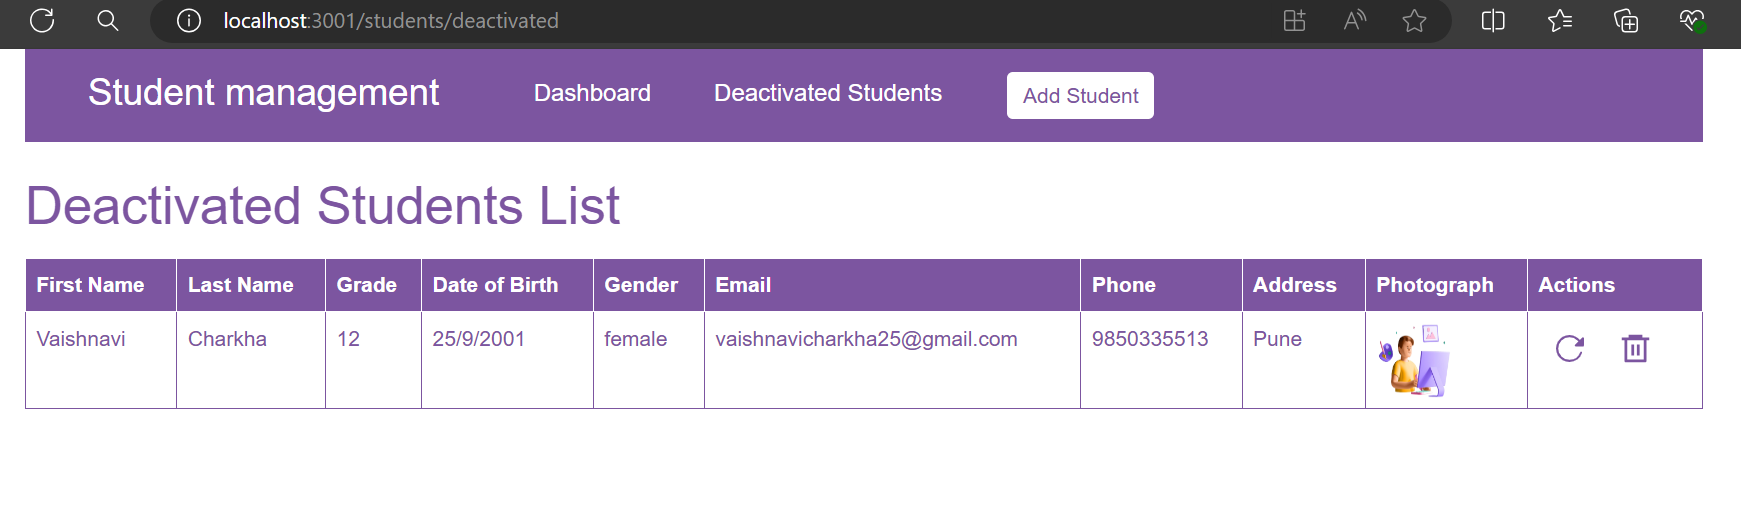 localhost:3001/students/deactivated
Student management Dashboard Deactivated Students Add Student
Deactivated Students List
First Name Last Name Grade Date of Birth Gender Email Phone Address Photograph Actions
Vaishnavi Charkha 12 25/9/2001 female vaishnavicharkha25@gmail.com 9850335513 Pune